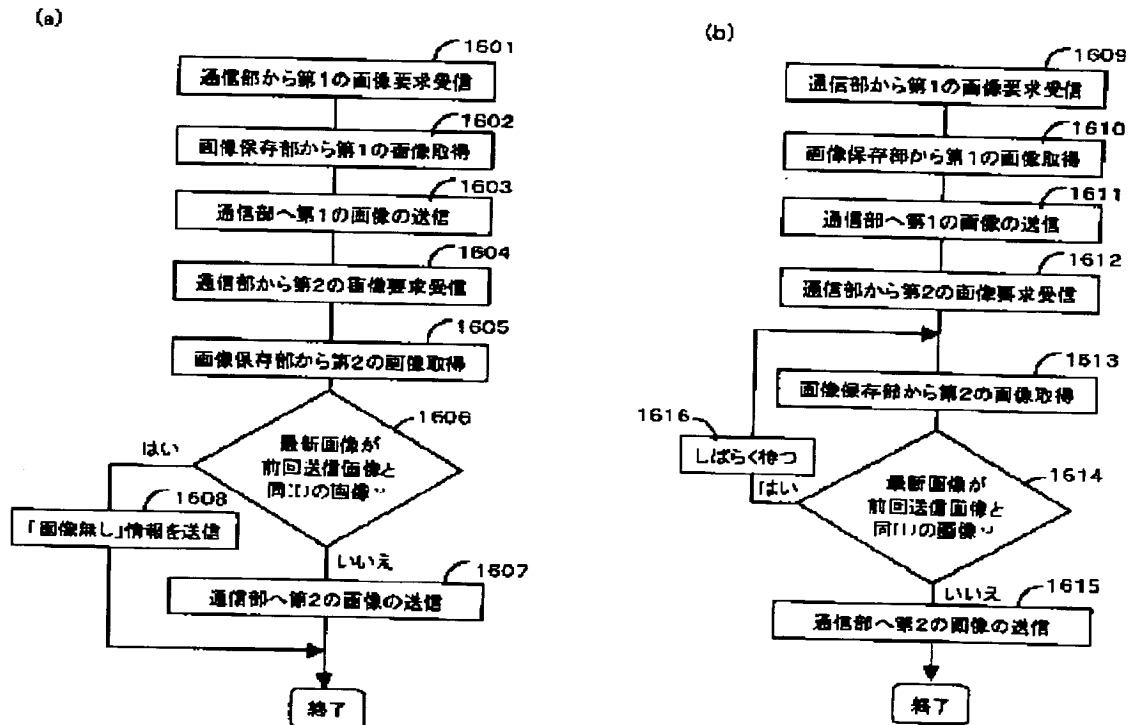 (a)
1601
通信部から第1の画像要求受信
1602
画像保存部から第1の画像取得
1603
通信部へ第1の画像の送信
1604
通信部から第2の画像要求受信
1605
画像保存部から第2の画像取得
1606
最新画像が
前回送信画像と
の画像
はい
1608
「画像無し」情報を送信
いいえ
1607
通信部へ第2の画像の送信
終了
(b)
1609
通信部から第1の画像要求受信
1610
画像保存部から第1の画像取得
1611
通信部へ第1の画像の送信
1612
通信部から第2の画像要求受信
1613
画像保存部から第2の画像取得
1616
しばらく待つ
はい
1614
最新画像が
前回送信画像と
の画像
いいえ
1615
通信部へ第2の画像の送信
終了